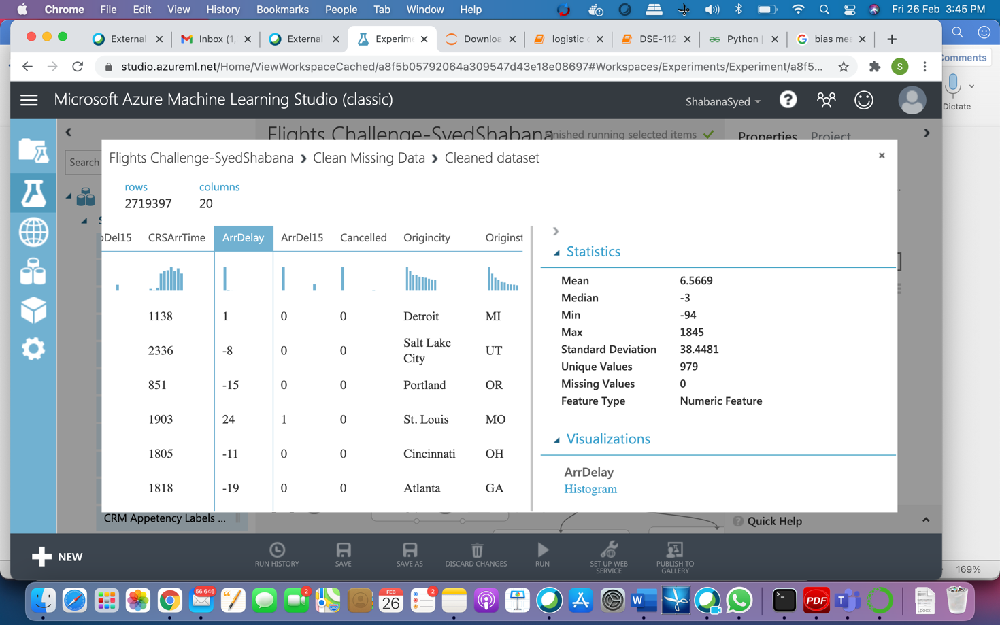 Chrome File Edit View History Bookmarks People Tab Window Help Fri 26 Feb 3:45 PM
External Inbox (1, External Experime Downloa logistic c DSE-112 Python | bias mea
studio.azureml.net/Home/ViewWorkspaceCached/a8f5b05792064a309547d43e18e08697#Workspaces/Experiments/Experiment/a8f5... S
Comments
Dictate
Microsoft Azure Machine Learning Studio (classic) ShabanaSyed
Flights Challenge-SyedShabana Finished running selected items Properties Project
Search
Flights Challenge-SyedShabana > Clean Missing Data > Cleaned dataset
rows columns
2719397 20
Del15 CRSArrTime ArrDelay ArrDel15 Cancelled Origincity Originst
1138 1 0 0 Detroit MI
2336 -8 0 0 Salt Lake City UT
851 -15 0 0 Portland OR
1903 24 1 0 St. Louis MO
1805 -11 0 0 Cincinnati OH
1818 -19 0 0 Atlanta GA
Statistics
Mean 6.5669
Median -3
Min -94
Max 1845
Standard Deviation 38.4481
Unique Values 979
Missing Values 0
Feature Type Numeric Feature
Visualizations
ArrDelay
Histogram
CRM Appetency Labels ...
Quick Help
NEW
RUN HISTORY SAVE SAVE AS DISCARD CHANGES RUN SET UP WEB SERVICE PUBLISH TO GALLERY
169%
56,646 2 FEB 26 2 W PDF T DOCX